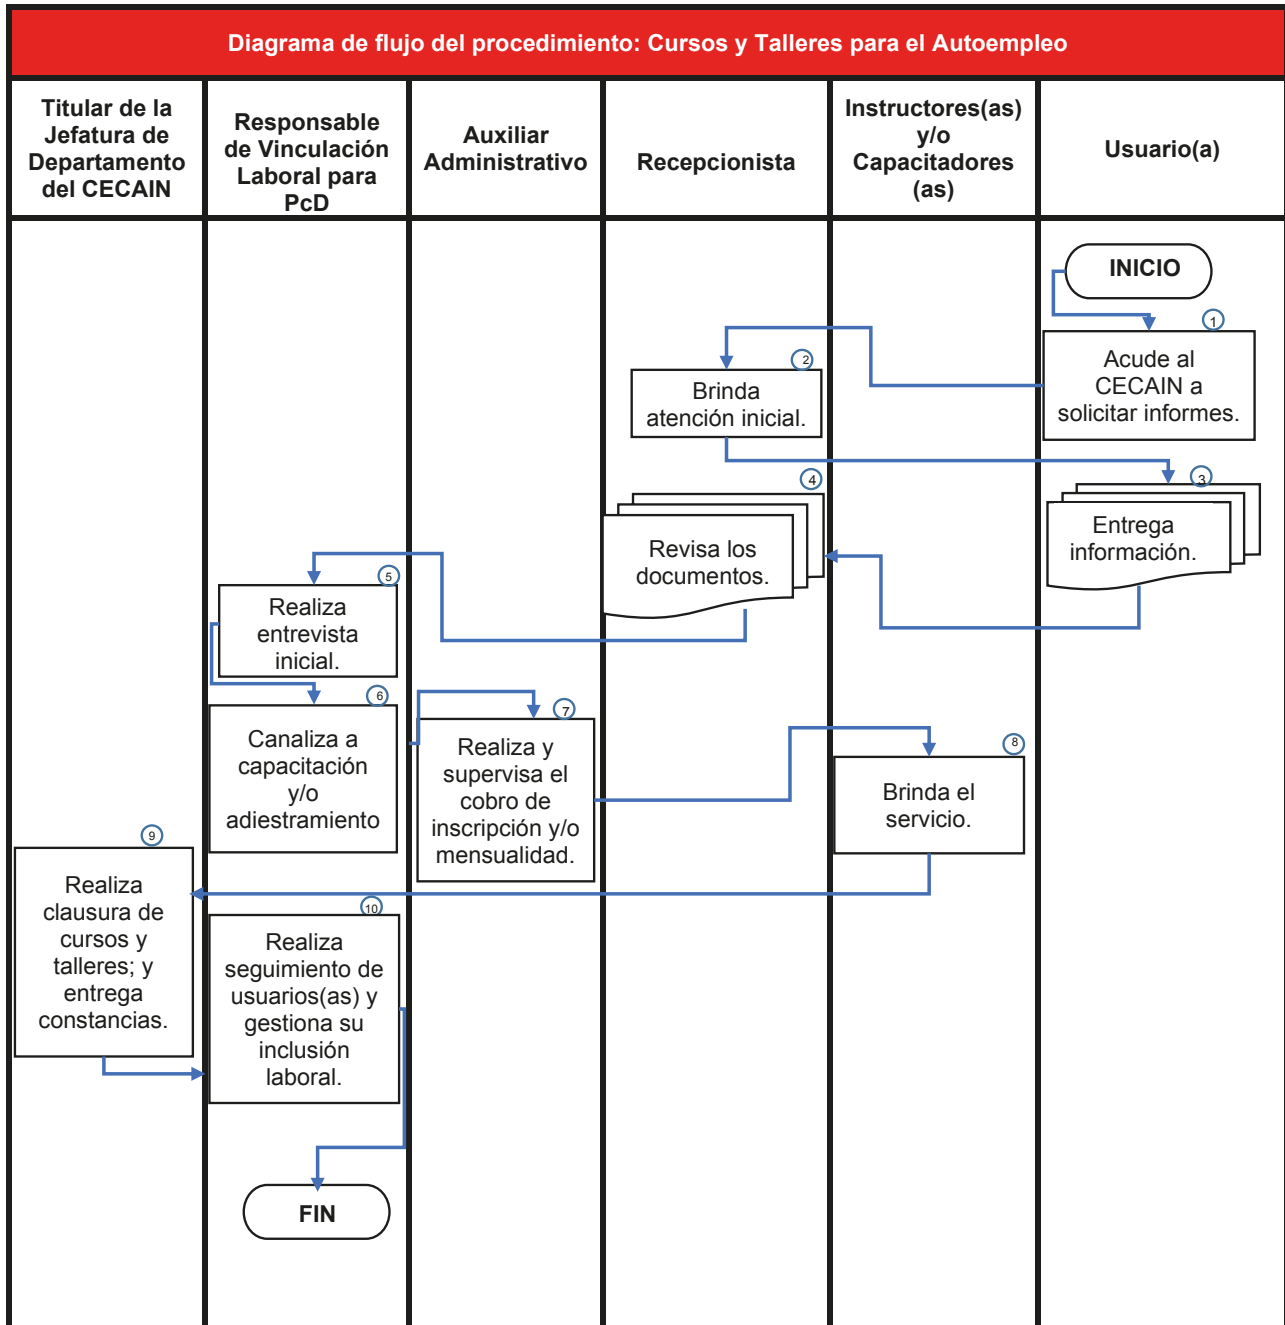 Diagrama de flujo del procedimiento: Cursos y Talleres para el Autoempleo
Titular de la
Jefatura de
Departamento
del CECAIN
Responsable
de Vinculación
Laboral para
PcD
Auxiliar
Administrativo
Recepcionista
Instructores(as)
y/o
Capacitadores
(as)
Usuario(a)
INICIO
1
Acude al
CECAIN a
solicitar informes.
2
Brinda
atención inicial.
3
Entrega
información.
4
Revisa los
documentos.
5
Realiza
entrevista
inicial.
6
Canaliza a
capacitación
y/o
adiestramiento
7
Realiza y
supervisa el
cobro de
inscripción y/o
mensualidad.
8
Brinda el
servicio.
9
Realiza
clausura de
cursos y
talleres; y
entrega
constancias.
10
Realiza
seguimiento de
usuarios(as) y
gestiona su
inclusión
laboral.
FIN